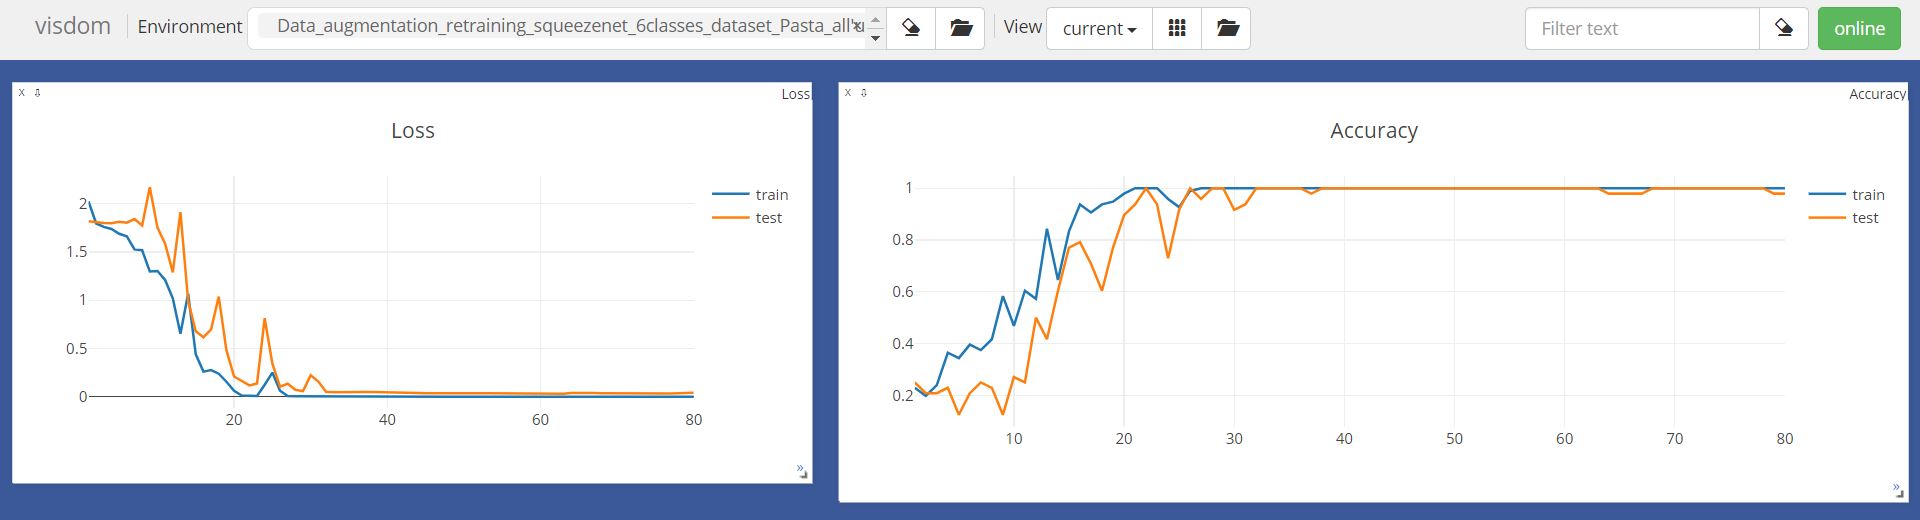 visdom Environment Data_augmentation_retraining_squeezenet_6classes_dataset_Pasta_all'u View current Filter text online
x Loss
Loss
2
1.5
1
0.5
0
20 40 60 80
train
test
x Accuracy
Accuracy
1
0.8
0.6
0.4
0.2
10 20 30 40 50 60 70 80
train
test